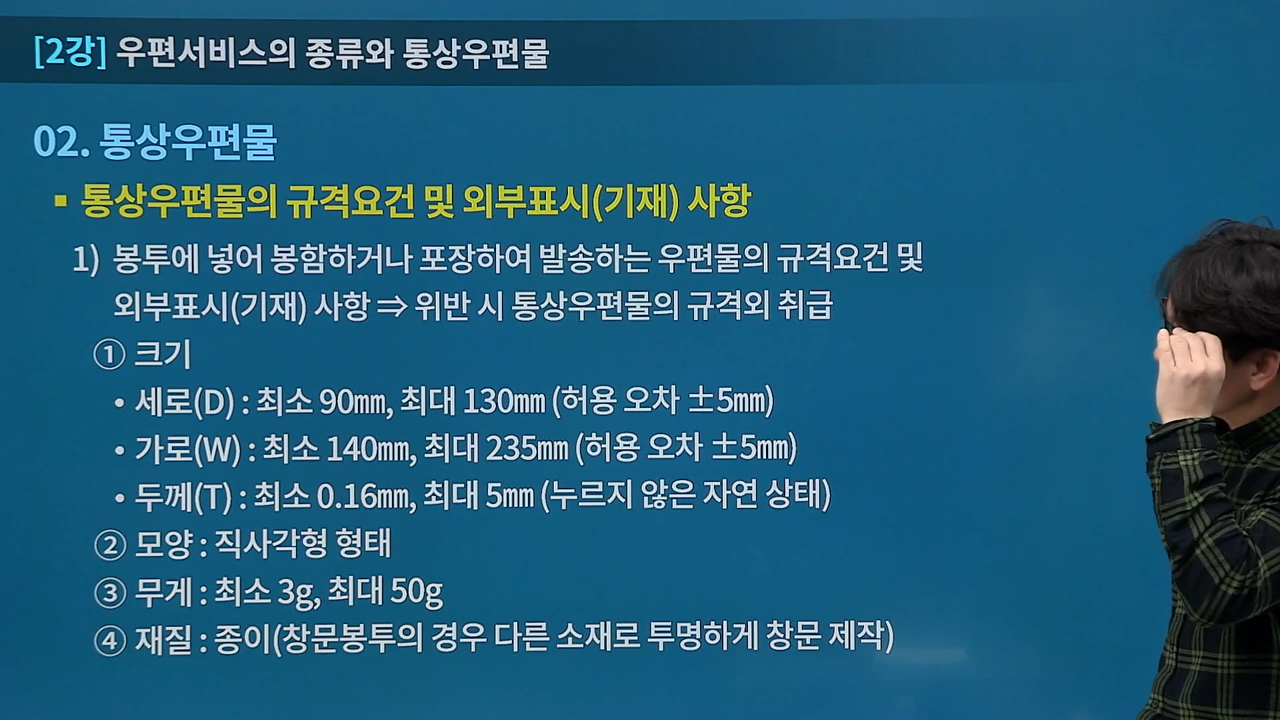 [2강] 우편서비스의 종류와 통상우편물
02. 통상우편물
▪ 통상우편물의 규격요건 및 외부표시(기재) 사항
1) 봉투에 넣어 봉함하거나 포장하여 발송하는 우편물의 규격요건 및
외부표시(기재) 사항 ⇒ 위반 시 통상우편물의 규격외 취급
① 크기
• 세로(D) : 최소 90㎜, 최대 130㎜ (허용 오차 ±5㎜)
• 가로(W) : 최소 140㎜, 최대 235㎜ (허용 오차 ±5㎜)
• 두께(T) : 최소 0.16㎜, 최대 5㎜ (누르지 않은 자연 상태)
② 모양 : 직사각형 형태
③ 무게 : 최소 3g, 최대 50g
④ 재질 : 종이(창문봉투의 경우 다른 소재로 투명하게 창문 제작)